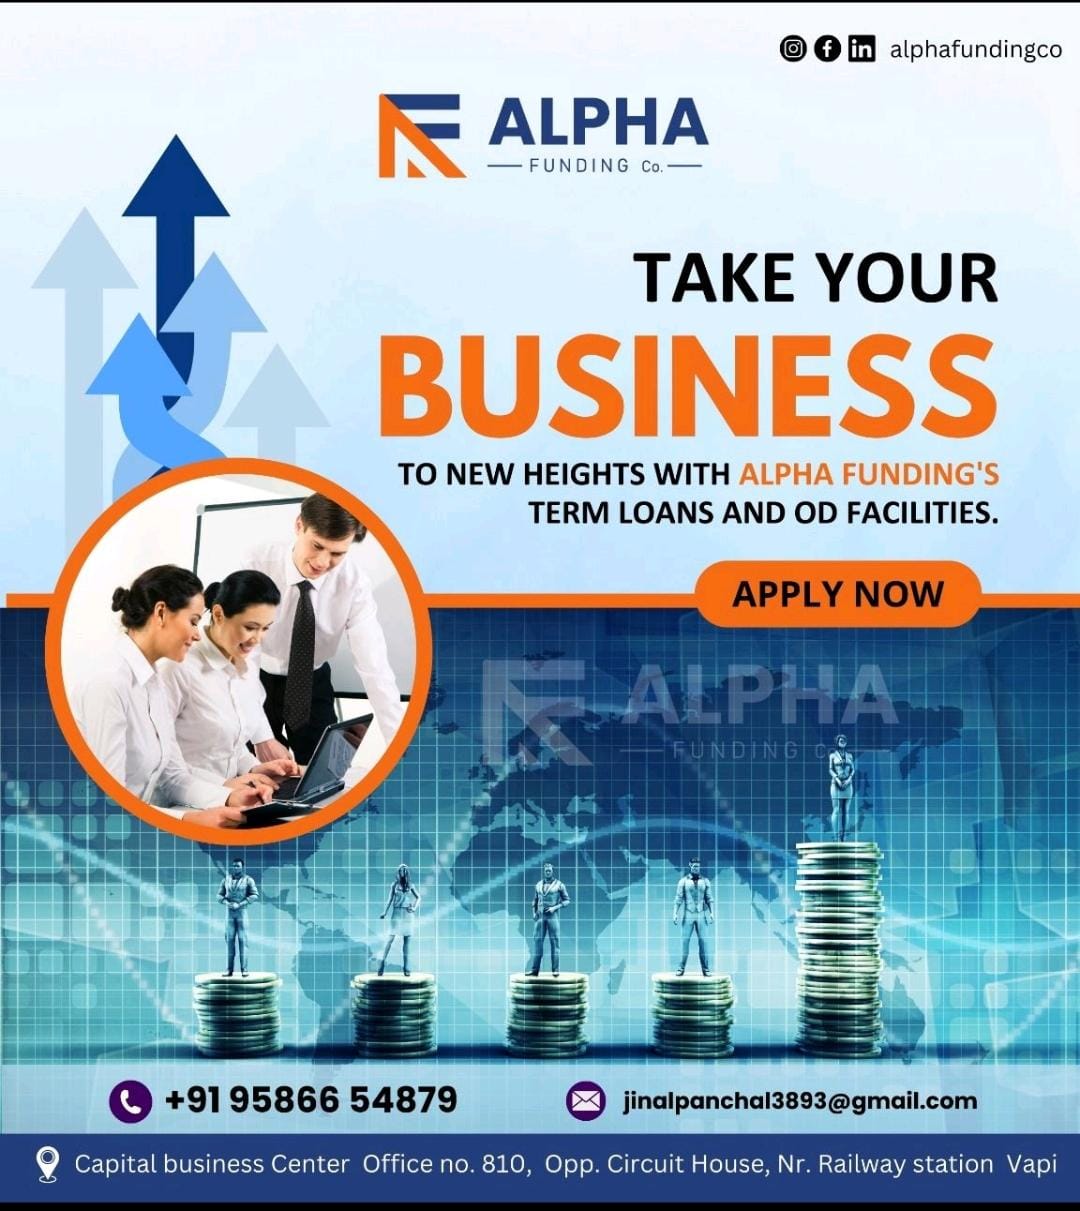 alphafundingco
ALPHA
FUNDING Co.
TAKE YOUR
BUSINESS
TO NEW HEIGHTS WITH ALPHA FUNDING'S
TERM LOANS AND OD FACILITIES.
APPLY NOW
ALPHA
FUNDING Co.
+91 95866 54879
jinalpanchal3893@gmail.com
Capital business Center Office no. 810, Opp. Circuit House, Nr. Railway station Vapi